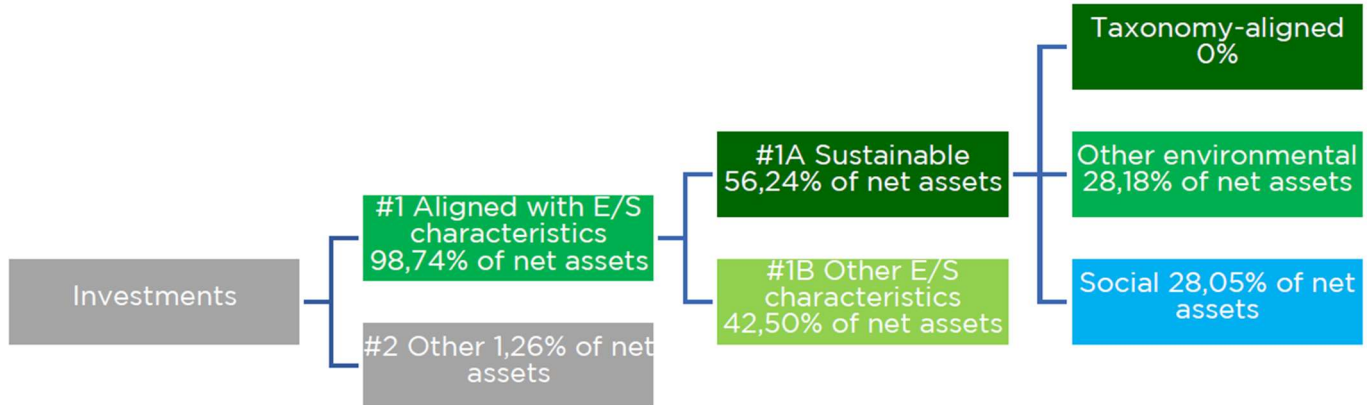 Investments
#1 Aligned with E/S
characteristics
98,74% of net assets
#2 Other 1,26% of net
assets
#1A Sustainable
56,24% of net assets
#1B Other E/S
characteristics
42,50% of net assets
Taxonomy-aligned
0%
Other environmental
28,18% of net assets
Social 28,05% of net
assets